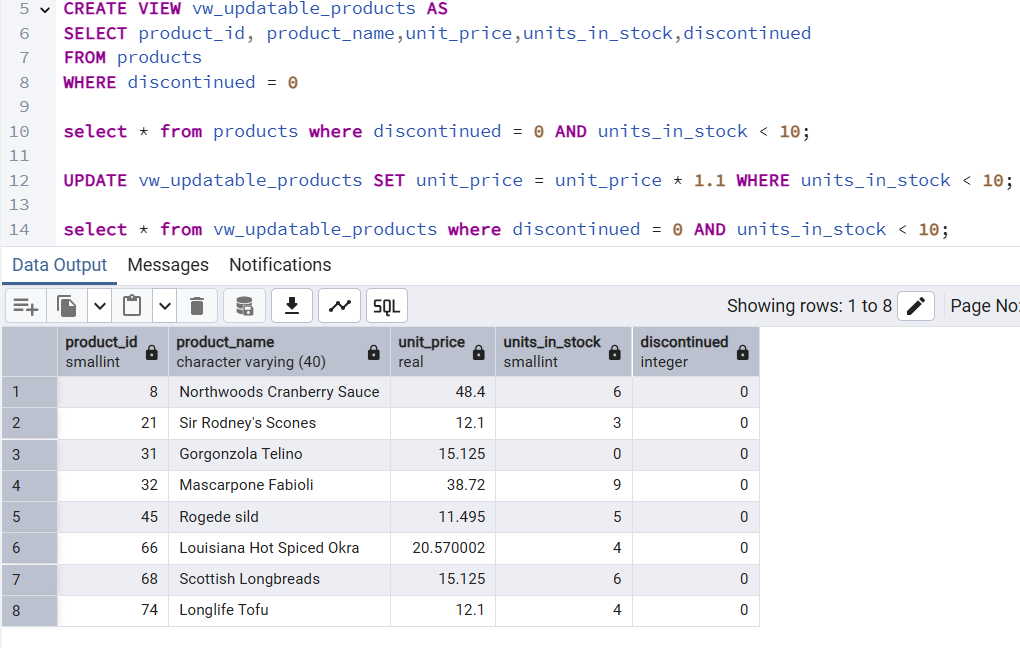 5 CREATE VIEW vw_updatable_products AS
6 SELECT product_id, product_name,unit_price,units_in_stock,discontinued
7 FROM products
8 WHERE discontinued = 0
9
10 select * from products where discontinued = 0 AND units_in_stock < 10;
11
12 UPDATE vw_updatable_products SET unit_price = unit_price * 1.1 WHERE units_in_stock < 10;
13
14 select * from vw_updatable_products where discontinued = 0 AND units_in_stock < 10;
Data Output Messages Notifications
SQL Showing rows: 1 to 8 Page No:
product_id product_name unit_price units_in_stock discontinued
smallint character varying (40) real smallint integer
1 8 Northwoods Cranberry Sauce 48.4 6 0
2 21 Sir Rodney's Scones 12.1 3 0
3 31 Gorgonzola Telino 15.125 0 0
4 32 Mascarpone Fabioli 38.72 9 0
5 45 Rogede sild 11.495 5 0
6 66 Louisiana Hot Spiced Okra 20.570002 4 0
7 68 Scottish Longbreads 15.125 6 0
8 74 Longlife Tofu 12.1 4 0